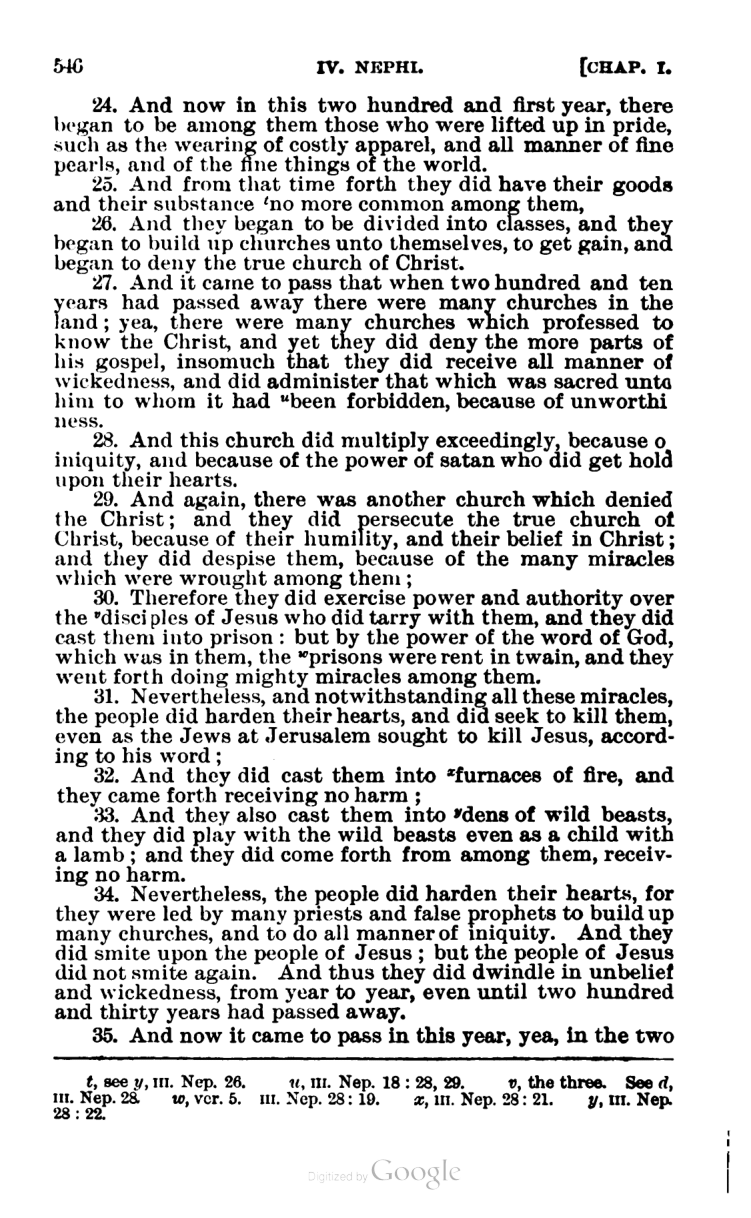 546 IV. NEPHI. [CHAP. I.
24. And now in this two hundred and first year, there
began to be among them those who were lifted up in pride,
such as the wearing of costly apparel, and all manner of fine
pearls, and of the fine things of the world.
25. And from that time forth they did have their goods
and their substance ᵗno more common among them,
26. And they began to be divided into classes, and they
began to build up churches unto themselves, to get gain, and
began to deny the true church of Christ.
27. And it came to pass that when two hundred and ten
years had passed away there were many churches in the
land; yea, there were many churches which professed to
know the Christ, and yet they did deny the more parts of
his gospel, insomuch that they did receive all manner of
wickedness, and did administer that which was sacred unto
him to whom it had ᵘbeen forbidden, because of unworthi
ness.
28. And this church did multiply exceedingly, because o
iniquity, and because of the power of satan who did get hold
upon their hearts.
29. And again, there was another church which denied
the Christ; and they did persecute the true church of
Christ, because of their humility, and their belief in Christ;
and they did despise them, because of the many miracles
which were wrought among them;
30. Therefore they did exercise power and authority over
the ᵛdisciples of Jesus who did tarry with them, and they did
cast them into prison: but by the power of the word of God,
which was in them, the ʷprisons were rent in twain, and they
went forth doing mighty miracles among them.
31. Nevertheless, and notwithstanding all these miracles,
the people did harden their hearts, and did seek to kill them,
even as the Jews at Jerusalem sought to kill Jesus, accord-
ing to his word;
32. And they did cast them into ˣfurnaces of fire, and
they came forth receiving no harm;
33. And they also cast them into ʸdens of wild beasts,
and they did play with the wild beasts even as a child with
a lamb; and they did come forth from among them, receiv-
ing no harm.
34. Nevertheless, the people did harden their hearts, for
they were led by many priests and false prophets to build up
many churches, and to do all manner of iniquity. And they
did smite upon the people of Jesus; but the people of Jesus
did not smite again. And thus they did dwindle in unbelief
and wickedness, from year to year, even until two hundred
and thirty years had passed away.
35. And now it came to pass in this year, yea, in the two
t, see y, III. Nep. 26. u, III. Nep. 18:28, 29. v, the three. See d,
III. Nep. 28. w, ver. 5. III. Nep. 28:19. x, III. Nep. 28:21. y, III. Nep.
28:22.
Digitized by Google